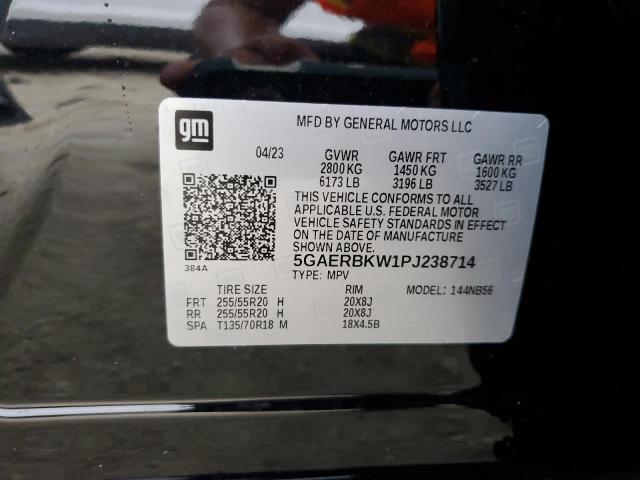 gm
MFD BY GENERAL MOTORS LLC
04/23 GVWR GAWR FRT GAWR RR
2800 KG 1450 KG 1600 KG
6173 LB 3196 LB 3527 LB
THIS VEHICLE CONFORMS TO ALL
APPLICABLE U.S. FEDERAL MOTOR
VEHICLE SAFETY STANDARDS IN EFFECT
ON THE DATE OF MANUFACTURE
SHOWN ABOVE.
384A
5GAERBKW1PJ238714
TYPE: MPV MODEL: 144NB56
TIRE SIZE RIM
FRT 255/55R20 H 20X8J
RR 255/55R20 H 20X8J
SPA T135/70R18 M 18X4.5B